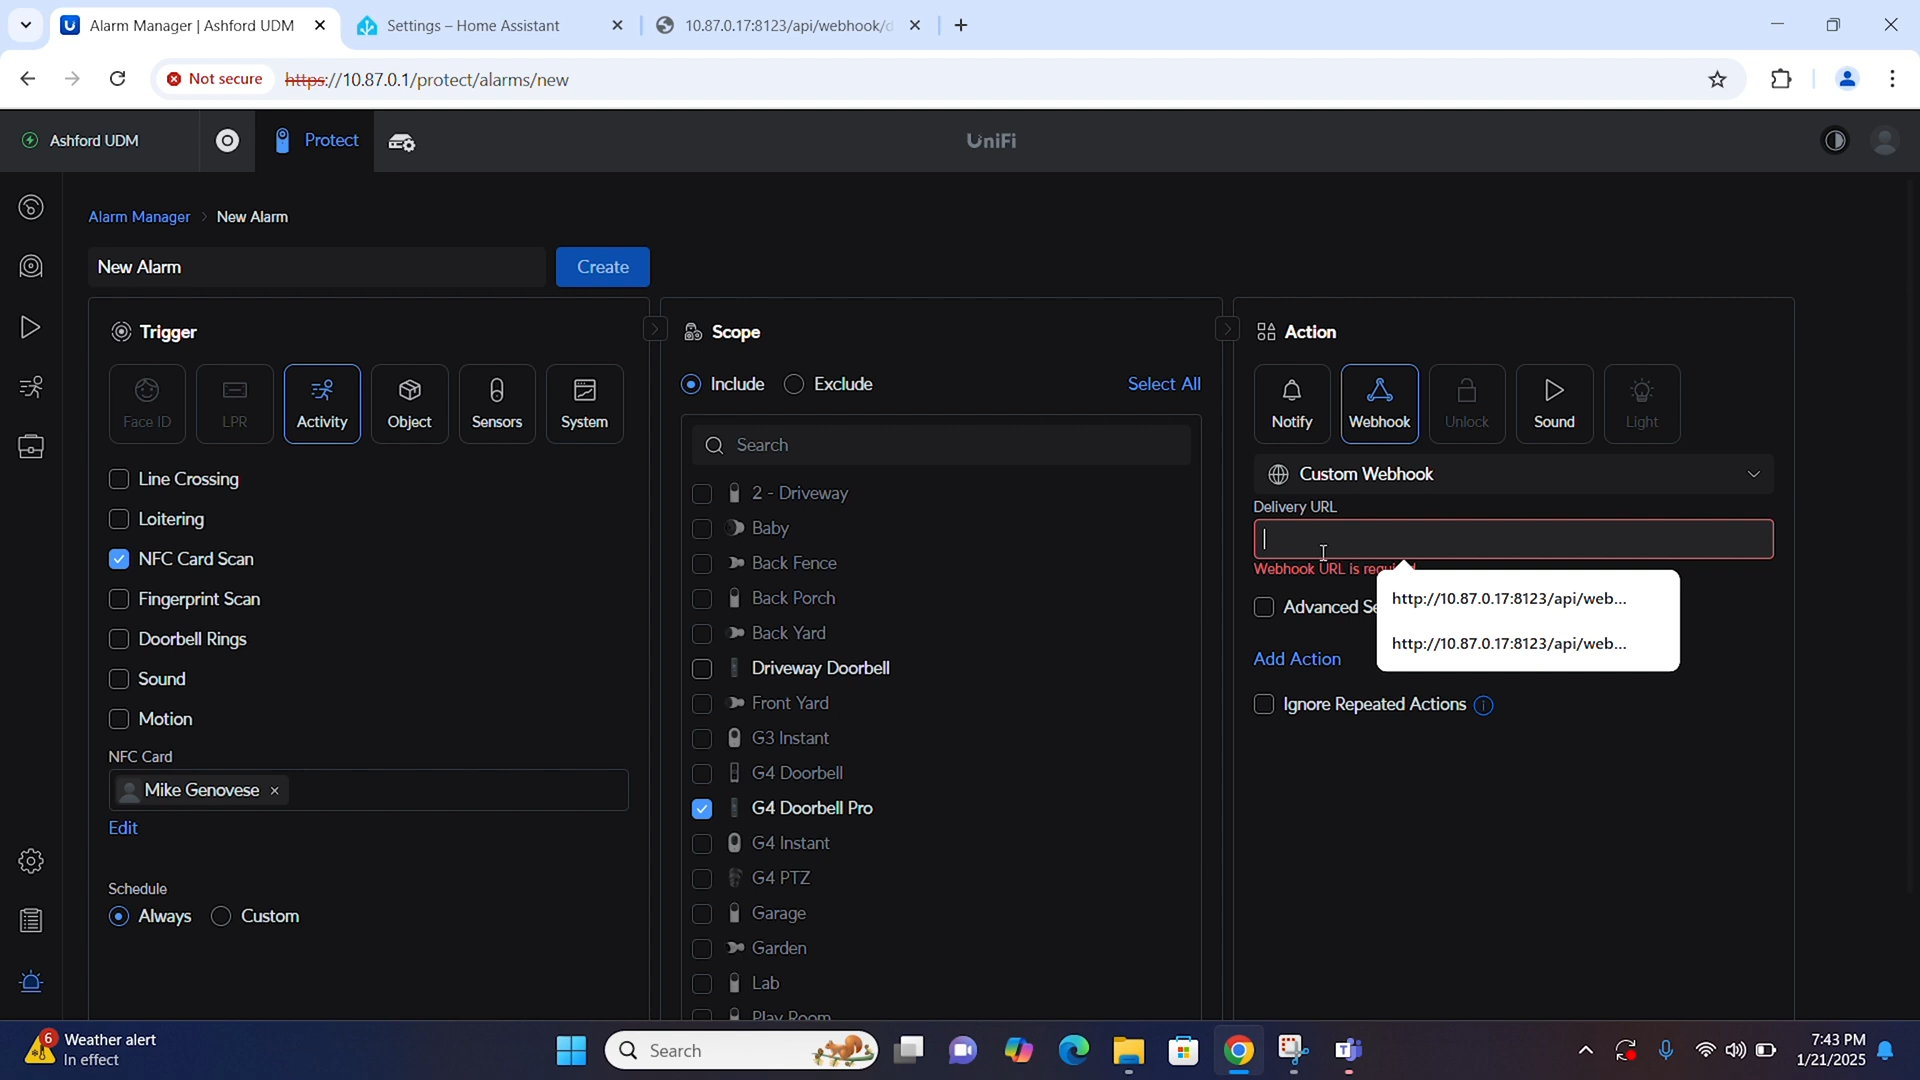 Alarm Manager | Ashford UDM
Settings – Home Assistant
10.87.0.17:8123/api/webhook/
Not secure
https://10.87.0.1/protect/alarms/new
Ashford UDM
Protect
UniFi
Alarm Manager > New Alarm
New Alarm
Create
Trigger
Face ID
LPR
Activity
Object
Sensors
System
Line Crossing
Loitering
NFC Card Scan
Fingerprint Scan
Doorbell Rings
Sound
Motion
NFC Card
Mike Genovese
Edit
Schedule
Always
Custom
Scope
Include
Exclude
Select All
Search
2 - Driveway
Baby
Back Fence
Back Porch
Back Yard
Driveway Doorbell
Front Yard
G3 Instant
G4 Doorbell
G4 Doorbell Pro
G4 Instant
G4 PTZ
Garage
Garden
Lab
Play Room
Action
Notify
Webhook
Unlock
Sound
Light
Custom Webhook
Delivery URL
Webhook URL is
Advanced
http://10.87.0.17:8123/api/web...
http://10.87.0.17:8123/api/web...
Add Action
Ignore Repeated Actions
6
Weather alert
In effect
Search
7:43 PM
1/21/2025